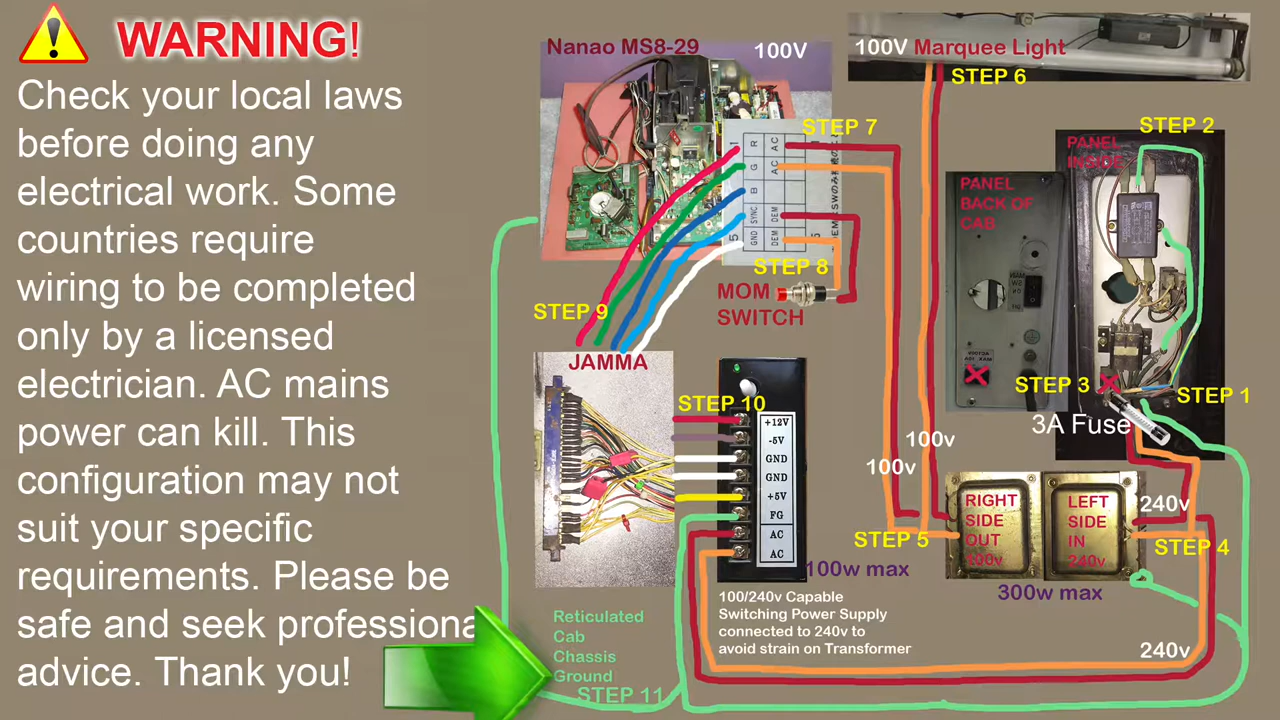 WARNING!
Check your local laws
before doing any
electrical work. Some
countries require
wiring to be completed
only by a licensed
electrician. AC mains
power can kill. This
configuration may not
suit your specific
requirements. Please be
safe and seek professiona
advice. Thank you!
Nanao MS8-29
100V
100V Marquee Light
STEP 6
STEP 7
STEP 2
PANEL
INSIDE
PANEL
BACK OF
CAB
1 R AC 1
G AC
B
SYNC DEM
5 GND DEM 5
STEP 8
MOM
SWITCH
STEP 9
JAMMA
STEP 3
STEP 1
3A Fuse
STEP 10
+12V
-5V
GND
GND
+5V
FG
AC
AC
100v
100v
RIGHT
SIDE
OUT
100v
LEFT
SIDE
IN
240v
240v
STEP 5
STEP 4
100w max
300w max
100/240v Capable
Switching Power Supply
connected to 240v to
avoid strain on Transformer
240v
Reticulated
Cab
Chassis
Ground
STEP 11